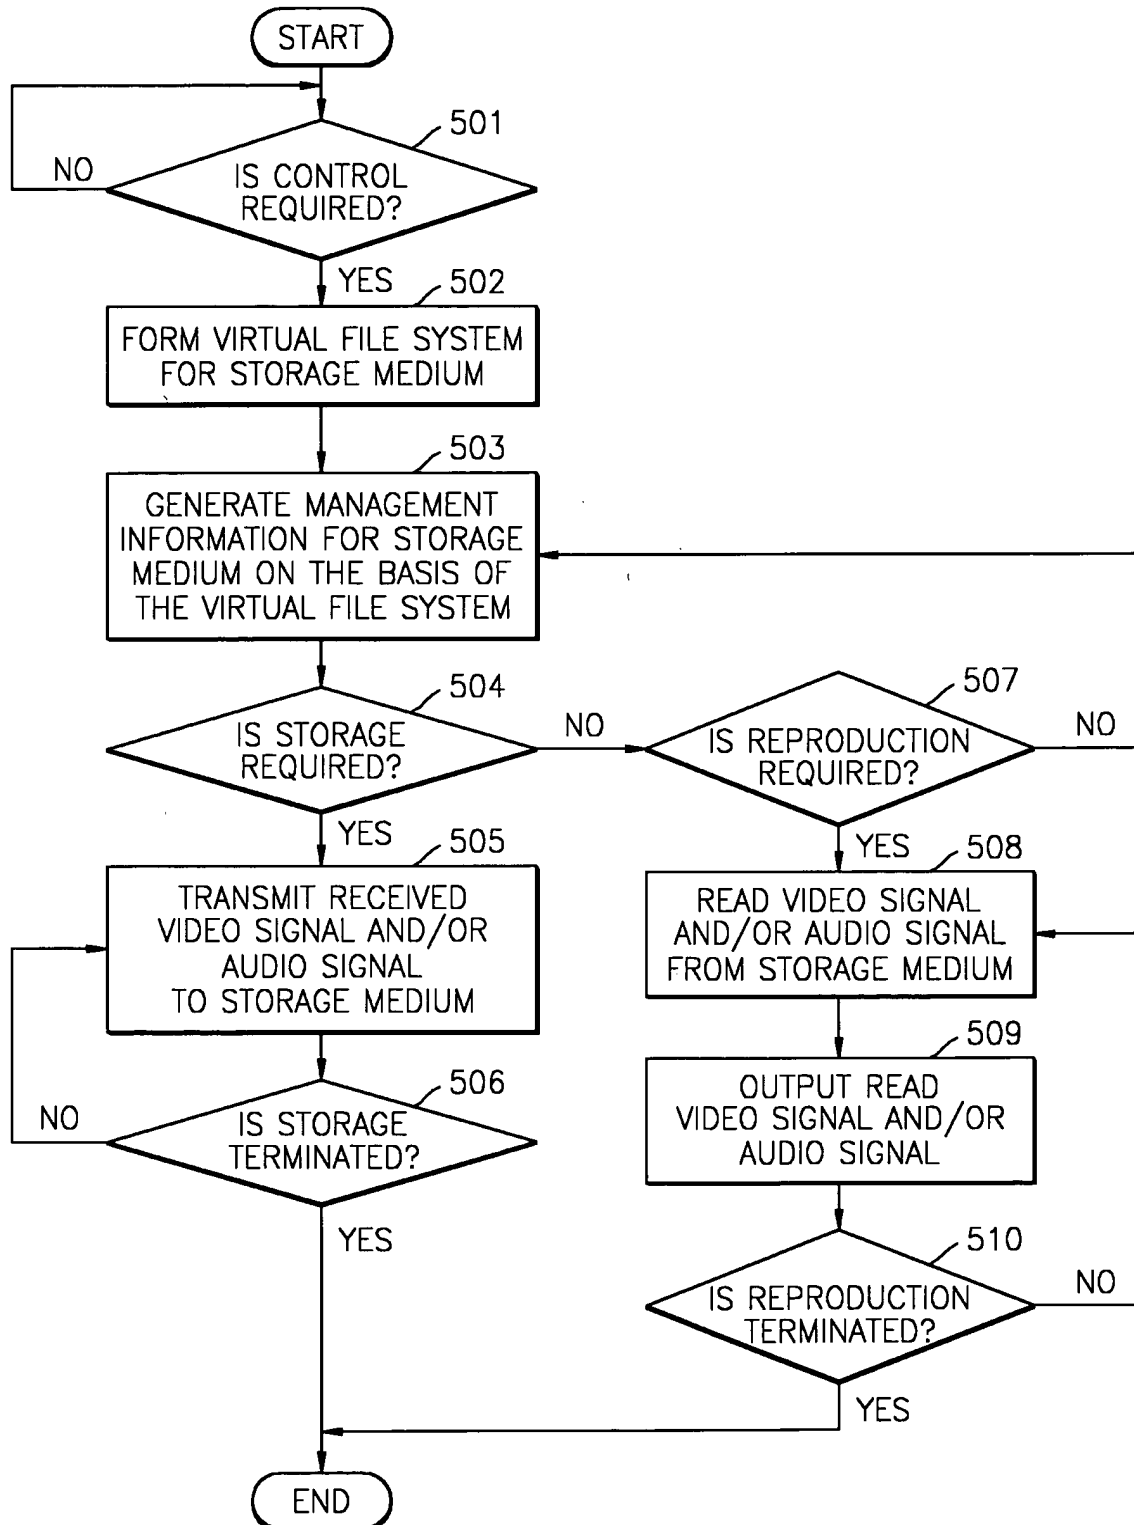 START
501
NO
IS CONTROL
REQUIRED?
YES
502
FORM VIRTUAL FILE SYSTEM
FOR STORAGE MEDIUM
503
GENERATE MANAGEMENT
INFORMATION FOR STORAGE
MEDIUM ON THE BASIS OF
THE VIRTUAL FILE SYSTEM
504
IS STORAGE
REQUIRED?
NO
507
IS REPRODUCTION
REQUIRED?
NO
YES
505
TRANSMIT RECEIVED
VIDEO SIGNAL AND/OR
AUDIO SIGNAL
TO STORAGE MEDIUM
YES
508
READ VIDEO SIGNAL
AND/OR AUDIO SIGNAL
FROM STORAGE MEDIUM
506
NO
IS STORAGE
TERMINATED?
YES
509
OUTPUT READ
VIDEO SIGNAL AND/OR
AUDIO SIGNAL
510
IS REPRODUCTION
TERMINATED?
NO
YES
END